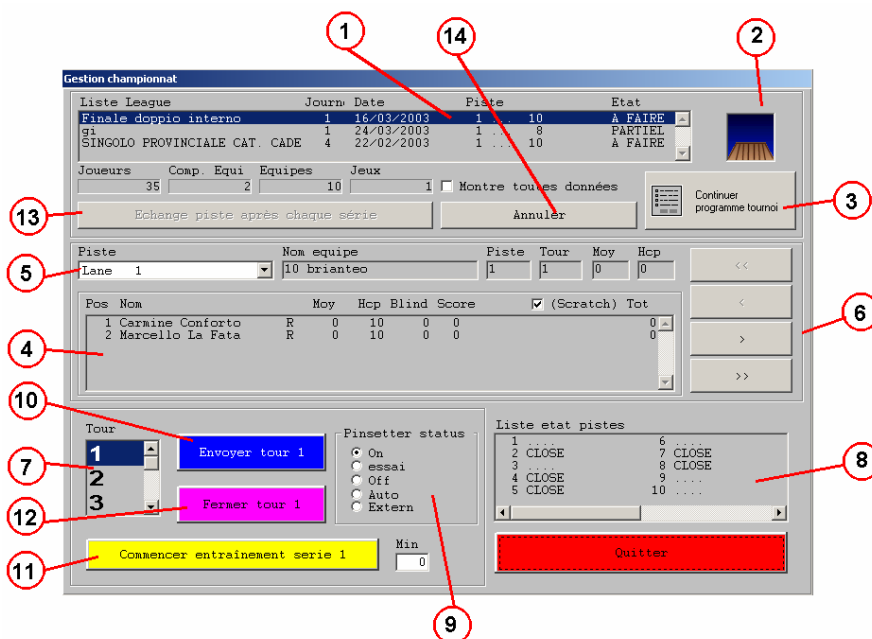 1
14
2
Gestion championnat
Liste League Journ Date Piste Etat
Finale doppio interno 1 16/03/2003 1 ... 10 A FAIRE
gi 1 24/03/2003 1 ... 8 PARTIEL
SINGOLO PROVINCIALE CAT. CADE 4 22/02/2003 1 ... 10 A FAIRE
Joueurs Comp. Equi Equipes Jeux
35 2 10 1 Montre toutes données
Continuer
programme tournoi
3
13
Echange piste après chaque série
Annuler
Piste Nom equipe Piste Tour Moy Hcp
5
Lane 1 10 brianteo 1 1 0 0
<<
<
>
>>
6
Pos Nom Moy Hcp Blind Score (Scratch) Tot
1 Carmine Conforto R 0 10 0 0 0
2 Marcello La Fata R 0 10 0 0 0
4
10
Tour
1
2
3
7
Envoyer tour 1
Fermer tour 1
12
Pinsetter status
On
essai
Off
Auto
Extern
Liste etat pistes
1 .... 6 ....
2 CLOSE 7 CLOSE
3 .... 8 CLOSE
4 CLOSE 9 ....
5 CLOSE 10 ....
8
Commencer entraînement serie 1
Min
0
Quitter
11
9